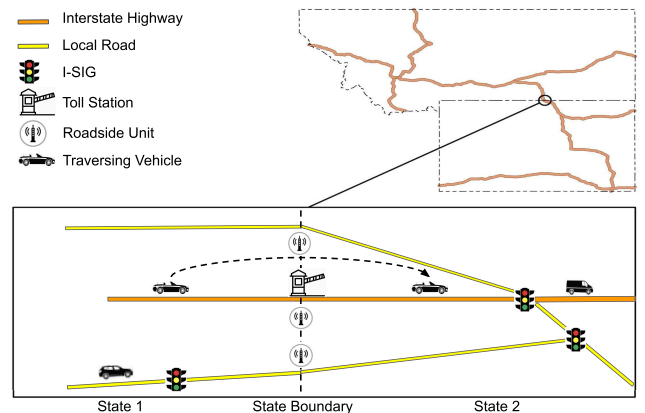 Interstate Highway
Local Road
I-SIG
Toll Station
Roadside Unit
Traversing Vehicle
State 1
State Boundary
State 2